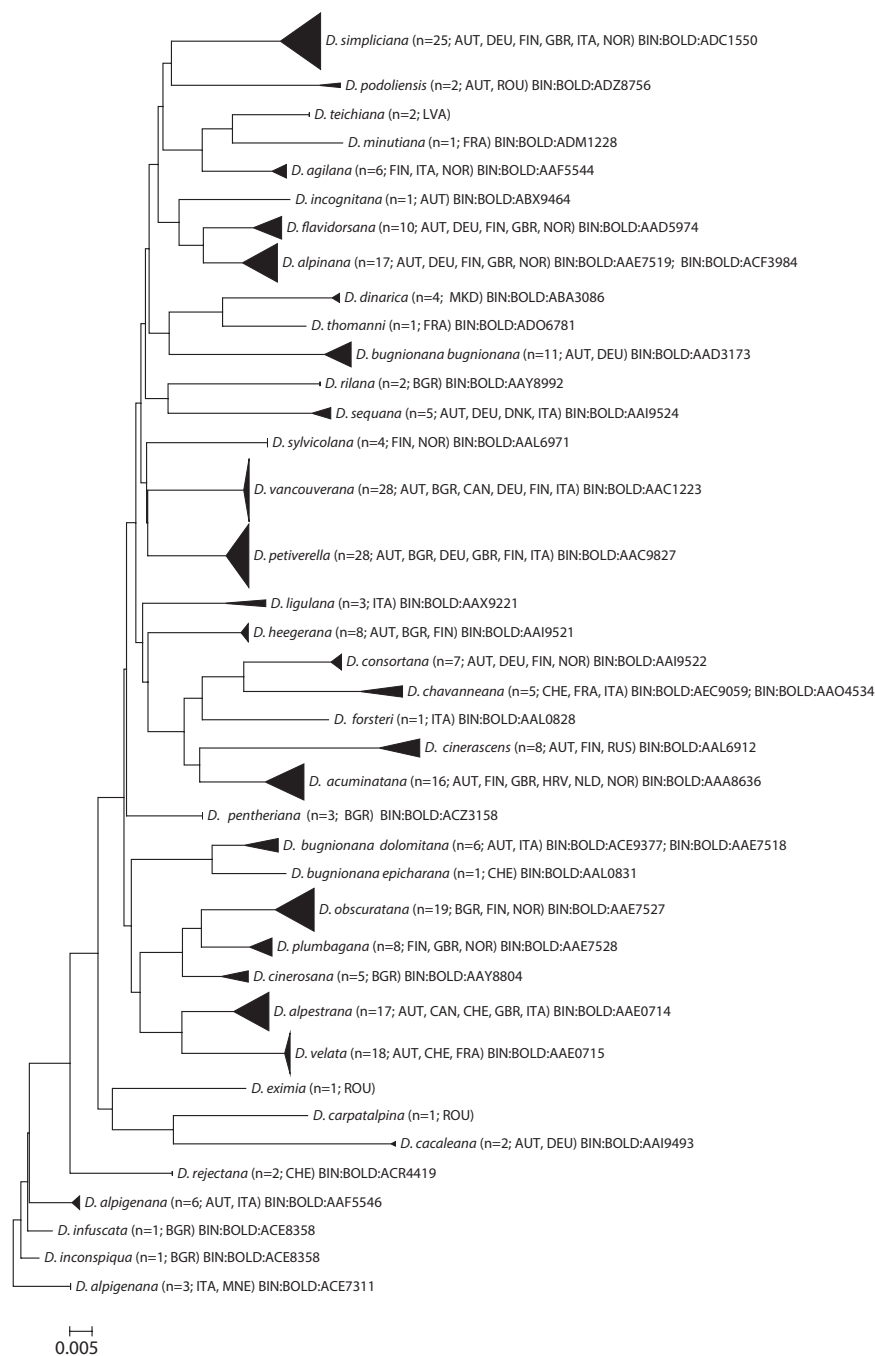 D. simpliciana (n=25; AUT, DEU, FIN, GBR, ITA, NOR) BIN:BOLD:ADC1550
D. podoliensis (n=2; AUT, ROU) BIN:BOLD:ADZ8756
D. teichiana (n=2; LVA)
D. minutiana (n=1; FRA) BIN:BOLD:ADM1228
D. agilana (n=6; FIN, ITA, NOR) BIN:BOLD:AAF5544
D. incognitana (n=1; AUT) BIN:BOLD:ABX9464
D. flavidorsana (n=10; AUT, DEU, FIN, GBR, NOR) BIN:BOLD:AAD5974
D. alpinana (n=17; AUT, DEU, FIN, GBR, NOR) BIN:BOLD:AAE7519; BIN:BOLD:ACF3984
D. dinarica (n=4; MKD) BIN:BOLD:ABA3086
D. thomanni (n=1; FRA) BIN:BOLD:ADO6781
D. bugnionana bugnionana (n=11; AUT, DEU) BIN:BOLD:AAD3173
D. rilana (n=2; BGR) BIN:BOLD:AAY8992
D. sequana (n=5; AUT, DEU, DNK, ITA) BIN:BOLD:AAI9524
D. sylvicolana (n=4; FIN, NOR) BIN:BOLD:AAL6971
D. vancouverana (n=28; AUT, BGR, CAN, DEU, FIN, ITA) BIN:BOLD:AAC1223
D. petiverella (n=28; AUT, BGR, DEU, GBR, FIN, ITA) BIN:BOLD:AAC9827
D. ligulana (n=3; ITA) BIN:BOLD:AAX9221
D. heegerana (n=8; AUT, BGR, FIN) BIN:BOLD:AAI9521
D. consortana (n=7; AUT, DEU, FIN, NOR) BIN:BOLD:AAI9522
D. chavanneana (n=5; CHE, FRA, ITA) BIN:BOLD:AEC9059; BIN:BOLD:AAO4534
D. forsteri (n=1; ITA) BIN:BOLD:AAL0828
D. cinerascens (n=8; AUT, FIN, RUS) BIN:BOLD:AAL6912
D. acuminatana (n=16; AUT, FIN, GBR, HRV, NLD, NOR) BIN:BOLD:AAA8636
D. pentheriana (n=3; BGR) BIN:BOLD:ACZ3158
D. bugnionana dolomitana (n=6; AUT, ITA) BIN:BOLD:ACE9377; BIN:BOLD:AAE7518
D. bugnionana epicharana (n=1; CHE) BIN:BOLD:AAL0831
D. obscuratana (n=19; BGR, FIN, NOR) BIN:BOLD:AAE7527
D. plumbagana (n=8; FIN, GBR, NOR) BIN:BOLD:AAE7528
D. cinerosana (n=5; BGR) BIN:BOLD:AAY8804
D. alpestrana (n=17; AUT, CAN, CHE, GBR, ITA) BIN:BOLD:AAE0714
D. velata (n=18; AUT, CHE, FRA) BIN:BOLD:AAE0715
D. eximia (n=1; ROU)
D. carpatalpina (n=1; ROU)
D. cacaleana (n=2; AUT, DEU) BIN:BOLD:AAI9493
D. rejectana (n=2; CHE) BIN:BOLD:ACR4419
D. alpigenana (n=6; AUT, ITA) BIN:BOLD:AAF5546
D. infuscata (n=1; BGR) BIN:BOLD:ACE8358
D. inconspiqua (n=1; BGR) BIN:BOLD:ACE8358
D. alpigenana (n=3; ITA, MNE) BIN:BOLD:ACE7311
0.005